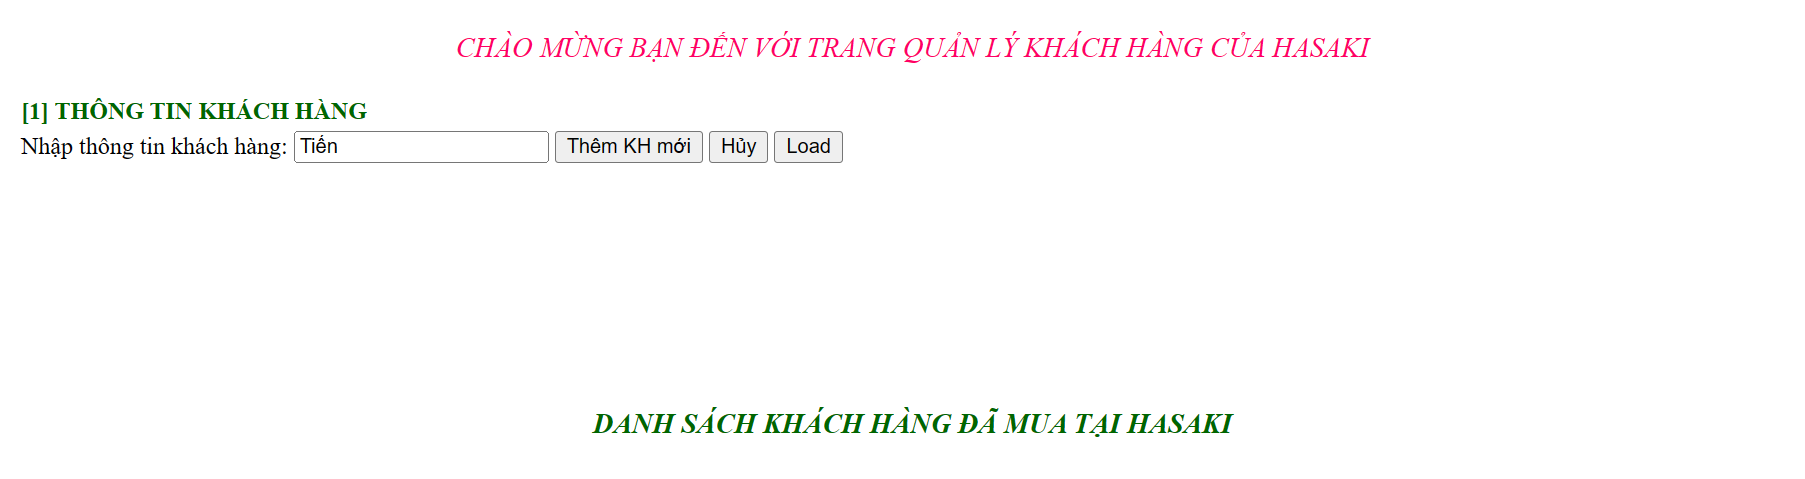 CHÀO MỪNG BẠN ĐẾN VỚI TRANG QUẢN LÝ KHÁCH HÀNG CỦA HASAKI
[1] THÔNG TIN KHÁCH HÀNG
Nhập thông tin khách hàng: Tiến Thêm KH mới Hủy Load
DANH SÁCH KHÁCH HÀNG ĐÃ MUA TẠI HASAKI